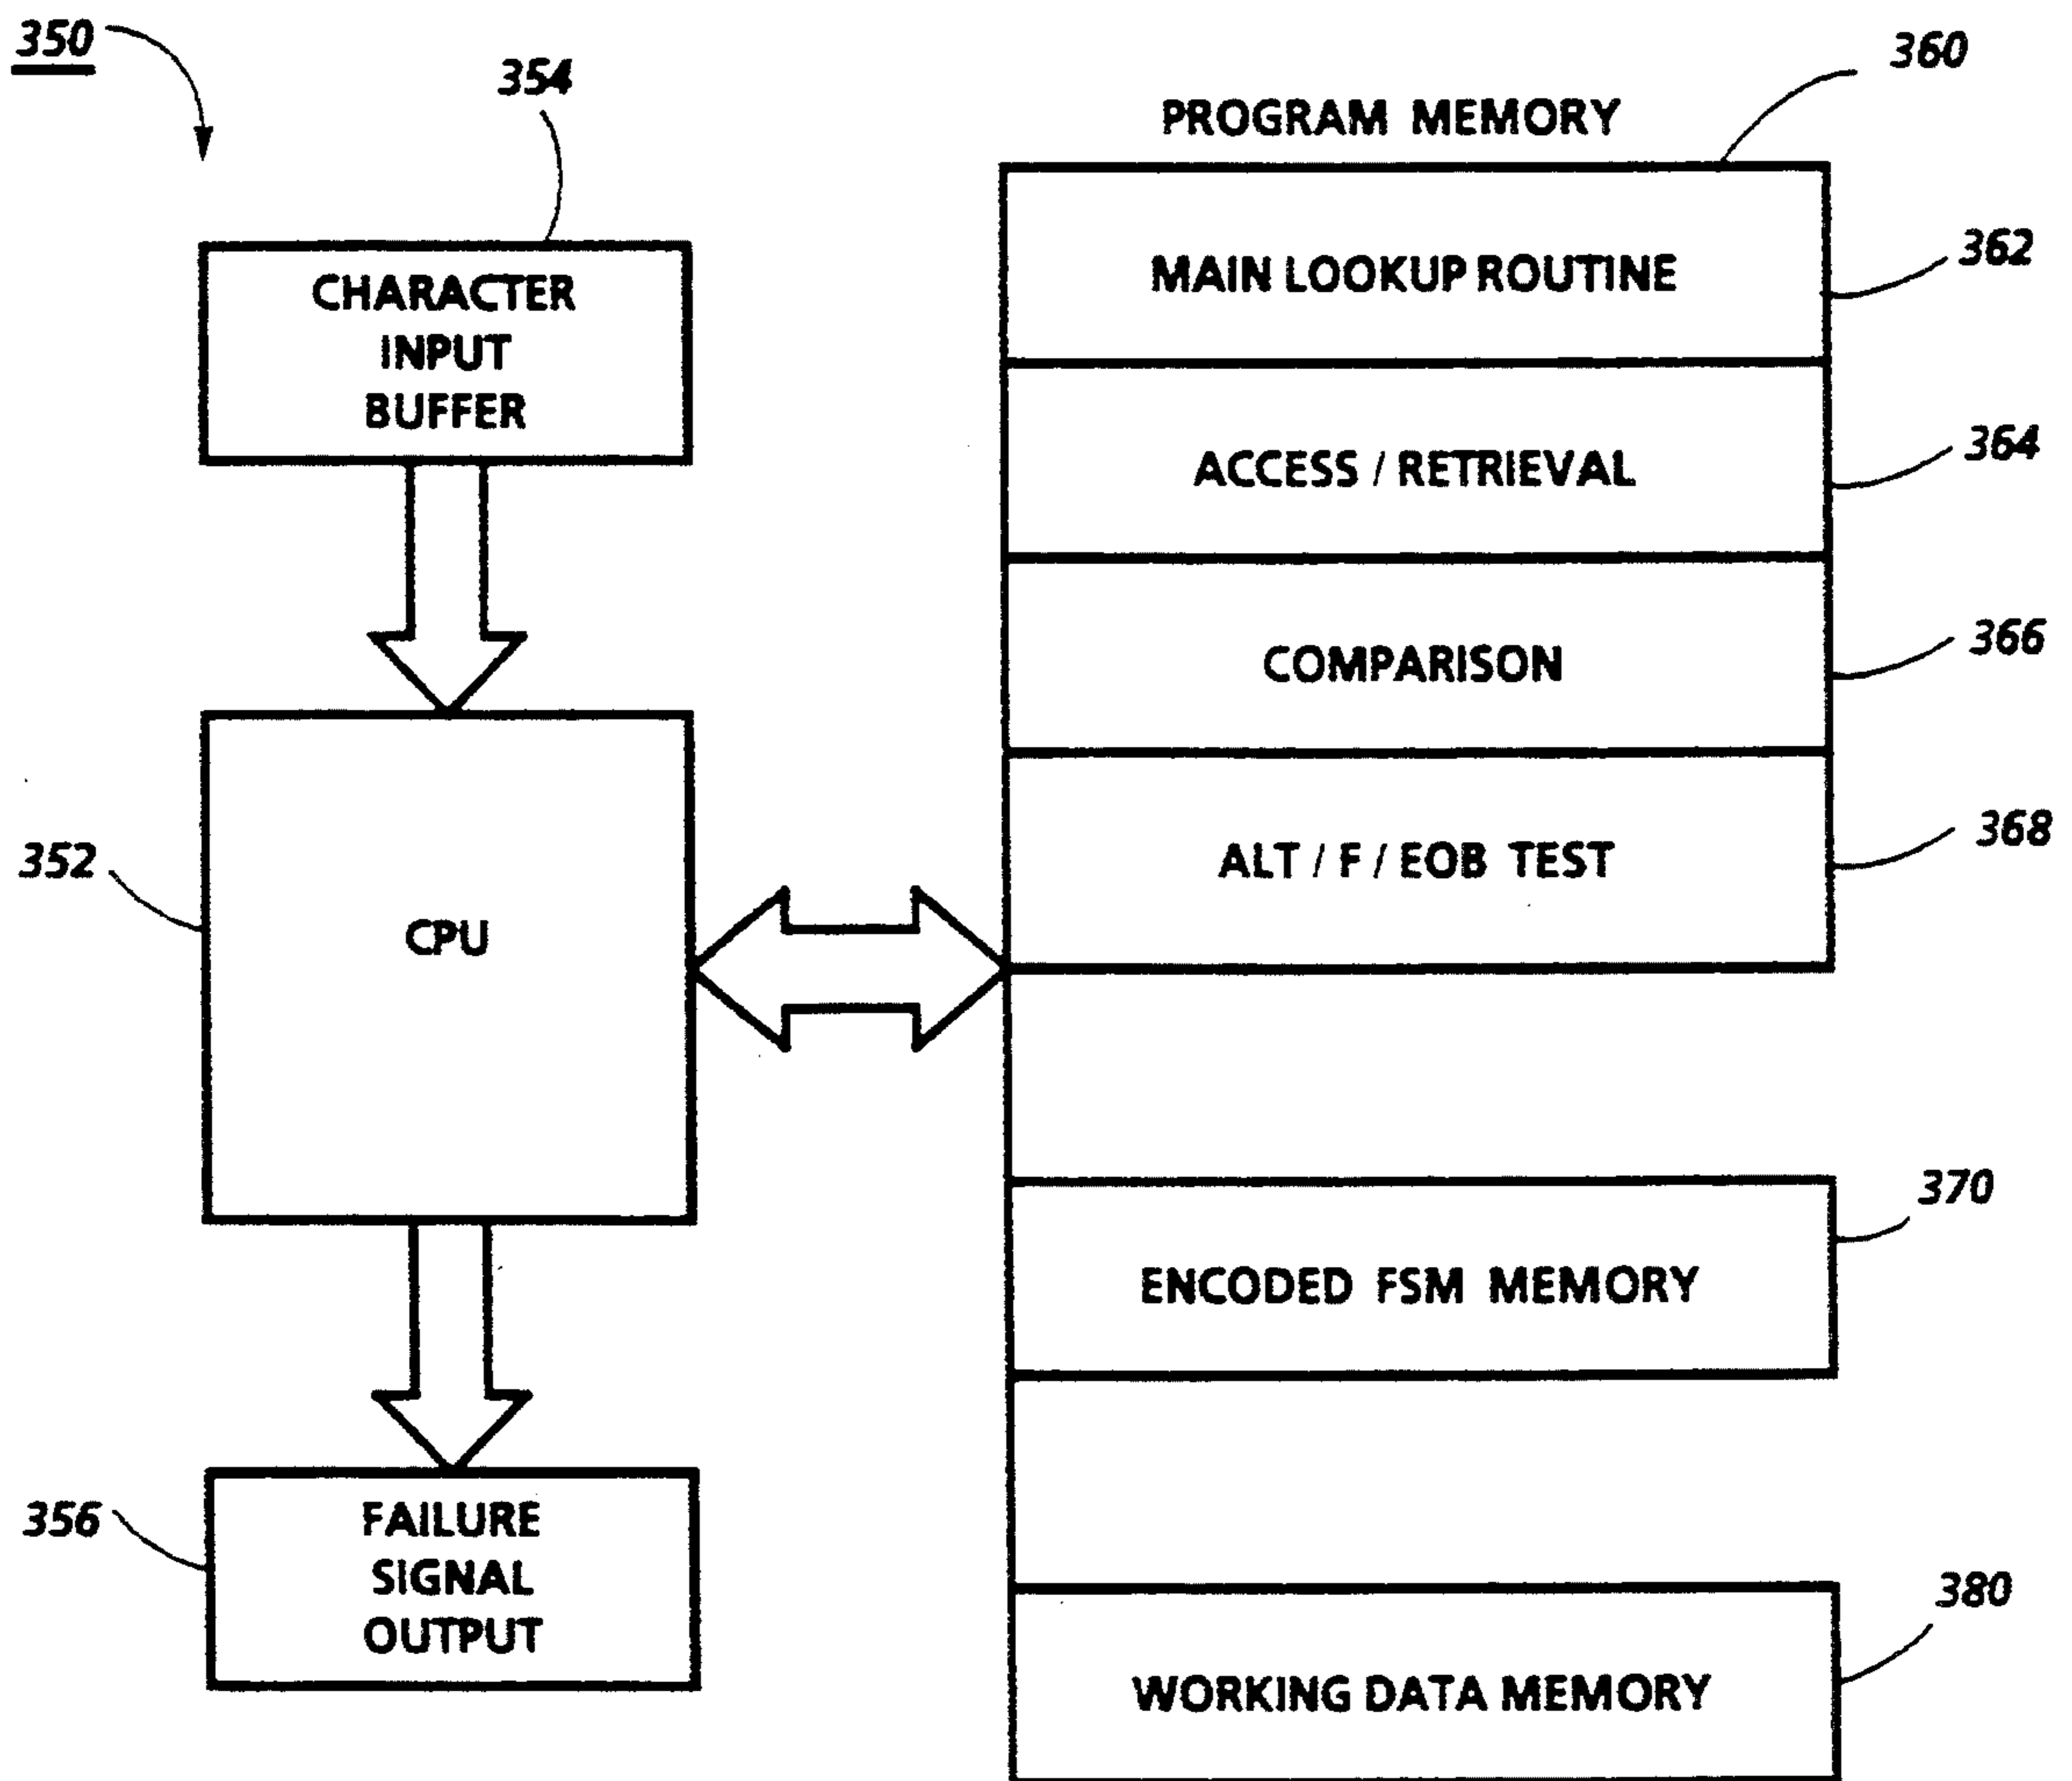 350
354
CHARACTER
INPUT
BUFFER
352
CPU
356
FAILURE
SIGNAL
OUTPUT
360
PROGRAM MEMORY
MAIN LOOKUP ROUTINE
362
ACCESS / RETRIEVAL
364
COMPARISON
366
ALT / F / EOB TEST
368
370
ENCODED FSM MEMORY
380
WORKING DATA MEMORY